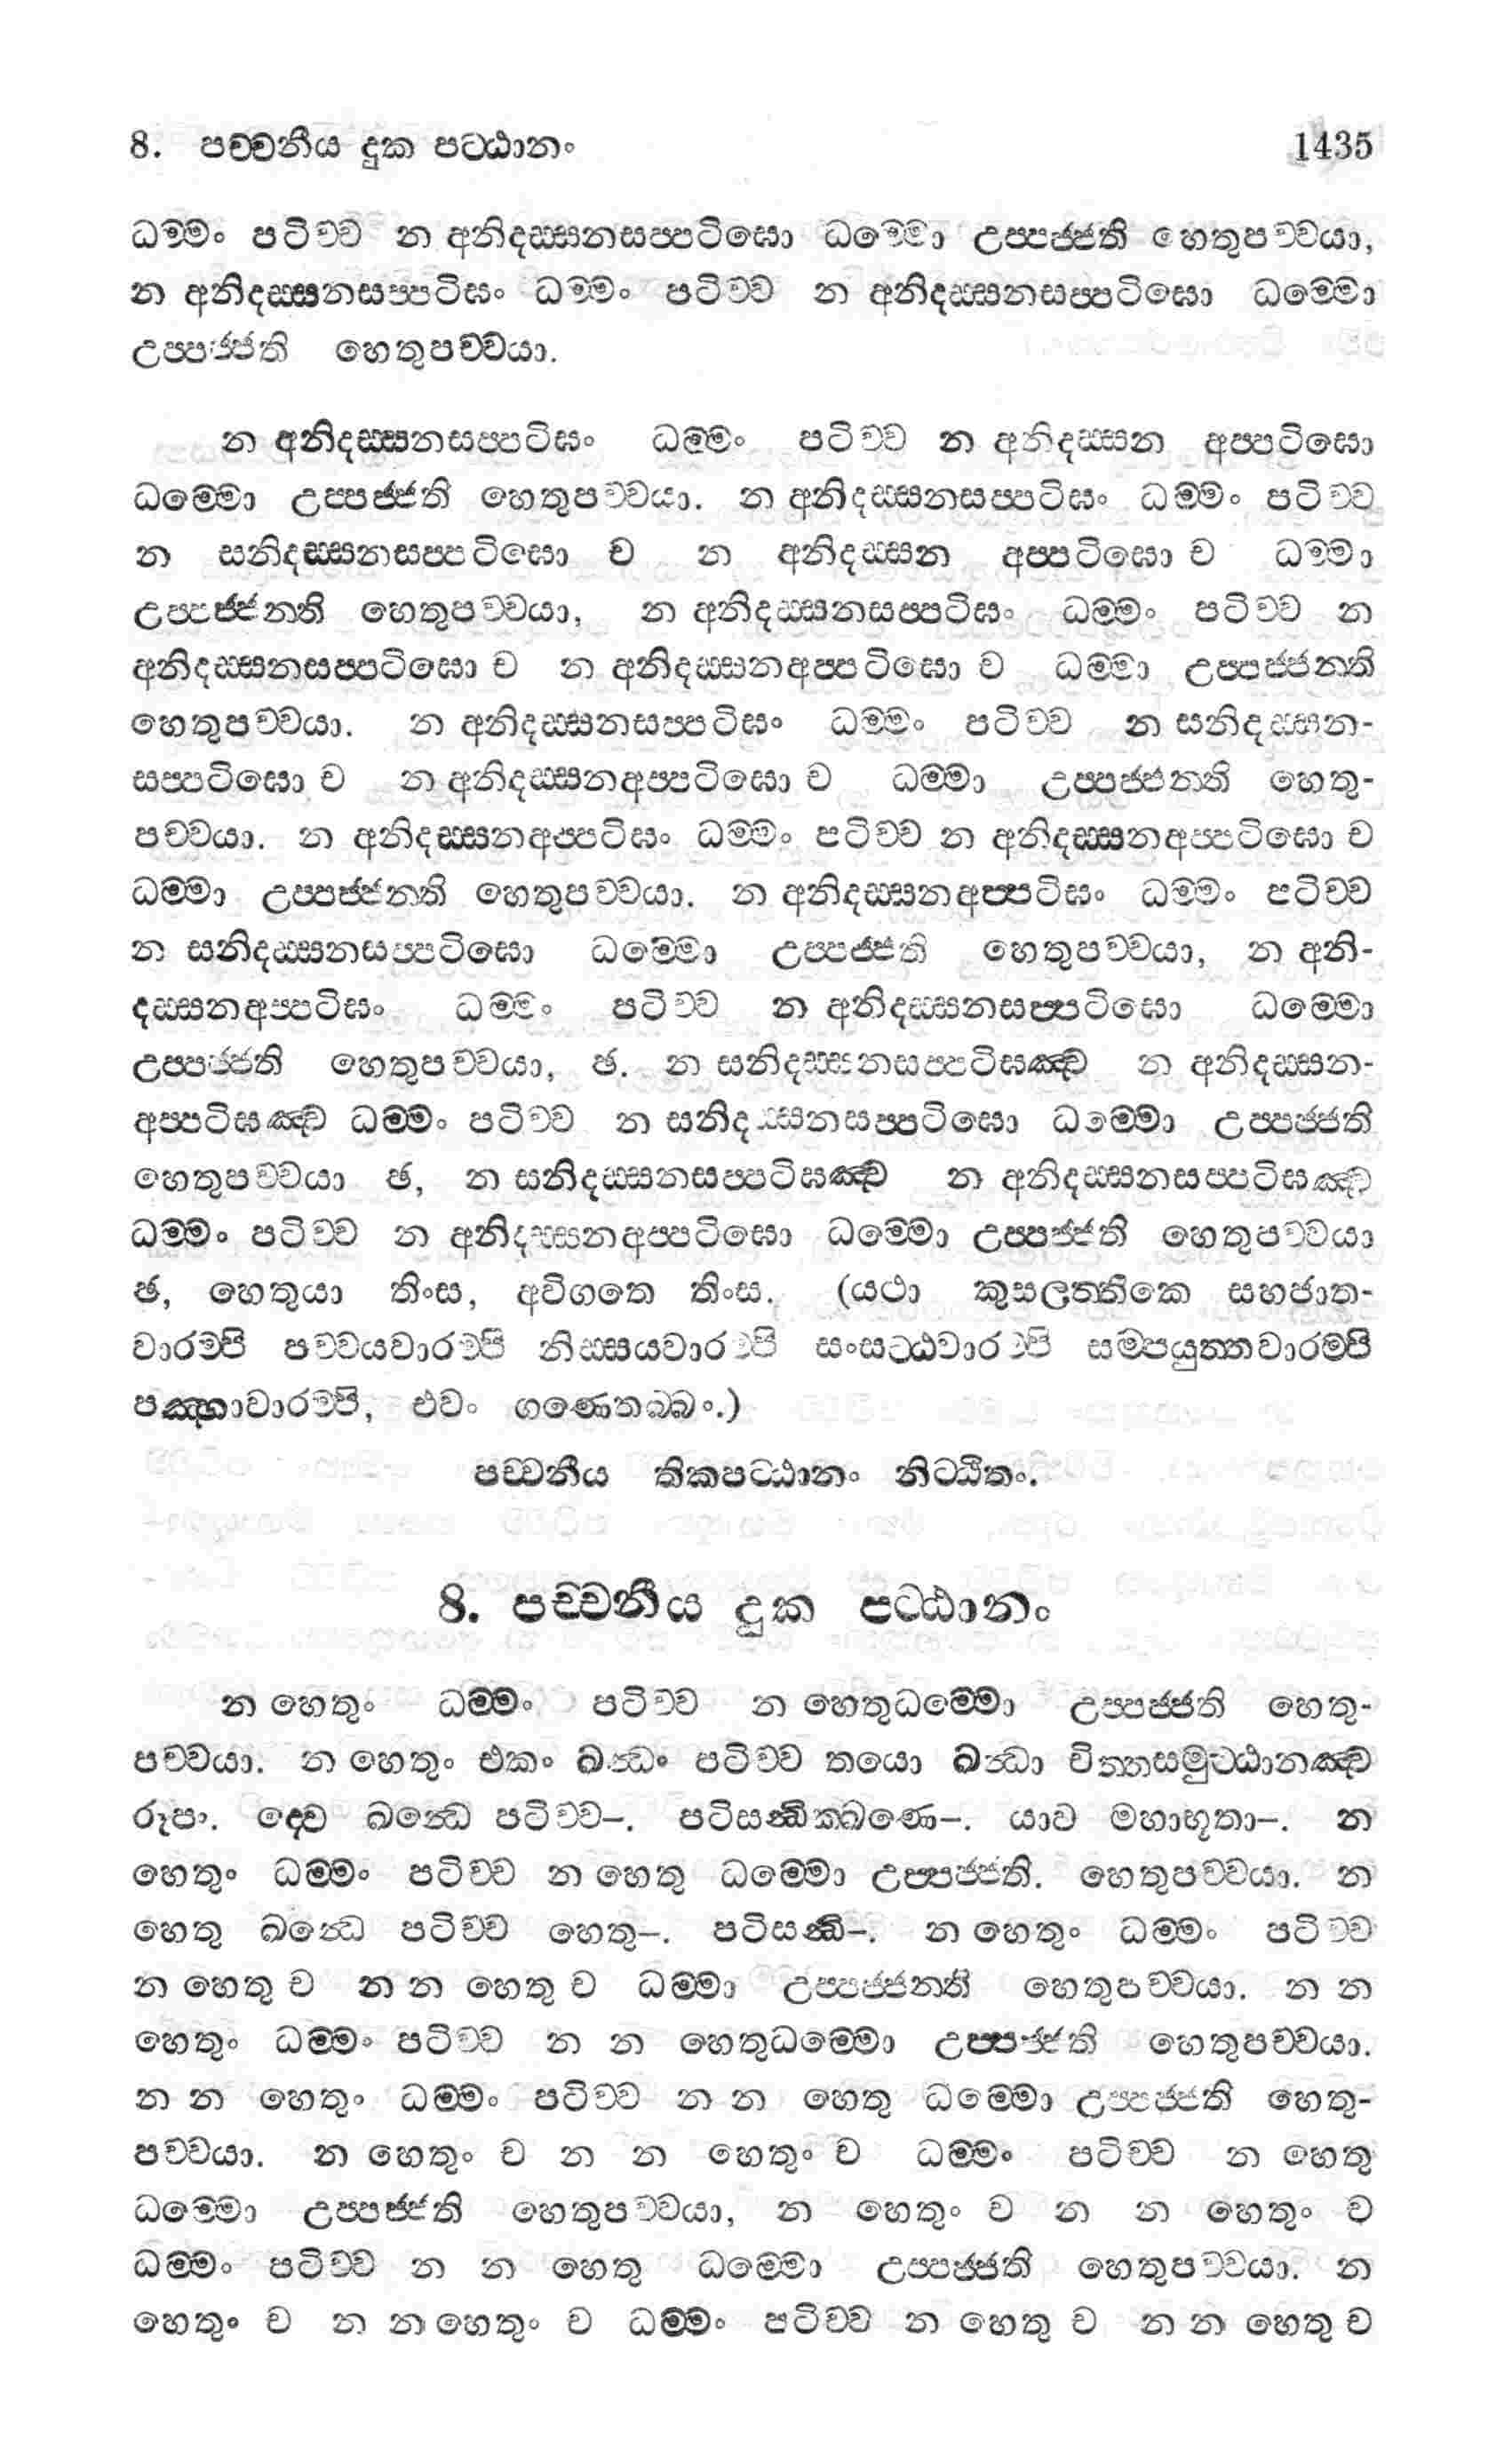 8. පච්චනීය දුක පට්ඨානං 1435
ධම්මං පටිච්ච න අනිදස්සනසප්පටිඝො ධම්මො උප්පජ්ජති හෙතුපච්චයා,
න අනිදස්සනසප්පටිඝං ධම්මං පටිච්ච න අනිදස්සනසප්පටිඝො ධම්මො
උප්පජ්ජති හෙතුපච්චයා.
න අනිදස්සනසප්පටිඝං ධම්මං පටිච්ච න අනිදස්සන අප්පටිඝො
ධම්මො උප්පජ්ජති හෙතුපච්චයා. න අනිදස්සනසප්පටිඝං ධම්මං පටිච්ච
න සනිදස්සනසප්පටිඝො ච න අනිදස්සන අප්පටිඝො ච ධම්මා
උප්පජ්ජන්ති හෙතුපච්චයා, න අනිදස්සනසප්පටිඝං ධම්මං පටිච්ච න
අනිදස්සනසප්පටිඝො ච න අනිදස්සනඅප්පටිඝො ච ධම්මා උප්පජ්ජන්ති
හෙතුපච්චයා. න අනිදස්සනසප්පටිඝං ධම්මං පටිච්ච න සනිදස්සන-
සප්පටිඝො ච න අනිදස්සනඅප්පටිඝො ච ධම්මා උප්පජ්ජන්ති හෙතු-
පච්චයා. න අනිදස්සනඅප්පටිඝං ධම්මං පටිච්ච න අනිදස්සනඅප්පටිඝො ච
ධම්මා උප්පජ්ජන්ති හෙතුපච්චයා. න අනිදස්සනඅප්පටිඝං ධම්මං පටිච්ච
න සනිදස්සනසප්පටිඝො ධම්මො උප්පජ්ජති හෙතුපච්චයා, න අනි-
දස්සනඅප්පටිඝං ධම්මං පටිච්ච න අනිදස්සනසප්පටිඝො ධම්මො
උප්පජ්ජති හෙතුපච්චයා, ඡ. න සනිදස්සනසප්පටිඝඤ්ච න අනිදස්සන-
අප්පටිඝඤ්ච ධම්මං පටිච්ච න සනිදස්සනසප්පටිඝො ධම්මො උප්පජ්ජති
හෙතුපච්චයා ඡ, න සනිදස්සනසප්පටිඝඤ්ච න අනිදස්සනසප්පටිඝඤ්ච
ධම්මං පටිච්ච න අනිදස්සනඅප්පටිඝො ධම්මො උප්පජ්ජති හෙතුපච්චයා
ඡ, හෙතුයා තිංස, අවිගතෙ තිංස. (යථා කුසලත්තිකෙ සහජාත-
වාරම්පි පච්චයවාරම්පි නිස්සයවාරම්පි සංසට්ඨවාරම්පි සම්පයුත්තවාරම්පි
පඤ්හාවාරම්පි, එවං ගණෙතබ්බං.)
පච්චනීය තිකපට්ඨානං නිට්ඨිතං.
8. පච්චනීය දුක පට්ඨානං
න හෙතුං ධම්මං පටිච්ච න හෙතුධම්මො උප්පජ්ජති හෙතු-
පච්චයා. න හෙතුං එකං ඛන්ධං පටිච්ච තයො ඛන්ධා චිත්තසමුට්ඨානඤ්ච
රූපං. ද්වෙ ඛන්ධෙ පටිච්ච–. පටිසන්ධික්ඛණෙ–. යාව මහාභූතා–. න
හෙතුං ධම්මං පටිච්ච න හෙතු ධම්මො උප්පජ්ජති. හෙතුපච්චයා. න
හෙතු ඛන්ධෙ පටිච්ච හෙතු–. පටිසන්ධි–. න හෙතුං ධම්මං පටිච්ච
න හෙතු ච න න හෙතු ච ධම්මා උප්පජ්ජන්ති හෙතුපච්චයා. න න
හෙතුං ධම්මං පටිච්ච න න හෙතුධම්මො උප්පජ්ජති හෙතුපච්චයා.
න න හෙතුං ධම්මං පටිච්ච න න හෙතු ධම්මො උප්පජ්ජති හෙතු-
පච්චයා. න හෙතුං ච න න හෙතුං ච ධම්මං පටිච්ච න හෙතු
ධම්මො උප්පජ්ජති හෙතුපච්චයා, න හෙතුං ච න න හෙතුං ච
ධම්මං පටිච්ච න න හෙතු ධම්මො උප්පජ්ජති හෙතුපච්චයා. න
හෙතුං ච න න හෙතුං ච ධම්මං පටිච්ච න හෙතු ච න න හෙතු ච